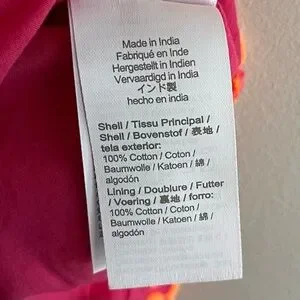 Made in India
Fabriqué en Inde
Hergestellt in Indien
Vervaardigd in India
インド製
hecho en india
Shell / Tissu Principal /
Shell / Bovenstof / 表地 /
tela exterior:
100% Cotton / Coton /
Baumwolle / Katoen / 綿 /
algodón
Lining / Doublure / Futter
/ Voering / 裏地 / forro:
100% Cotton / Coton /
Baumwolle / Katoen / 綿 /
algodón